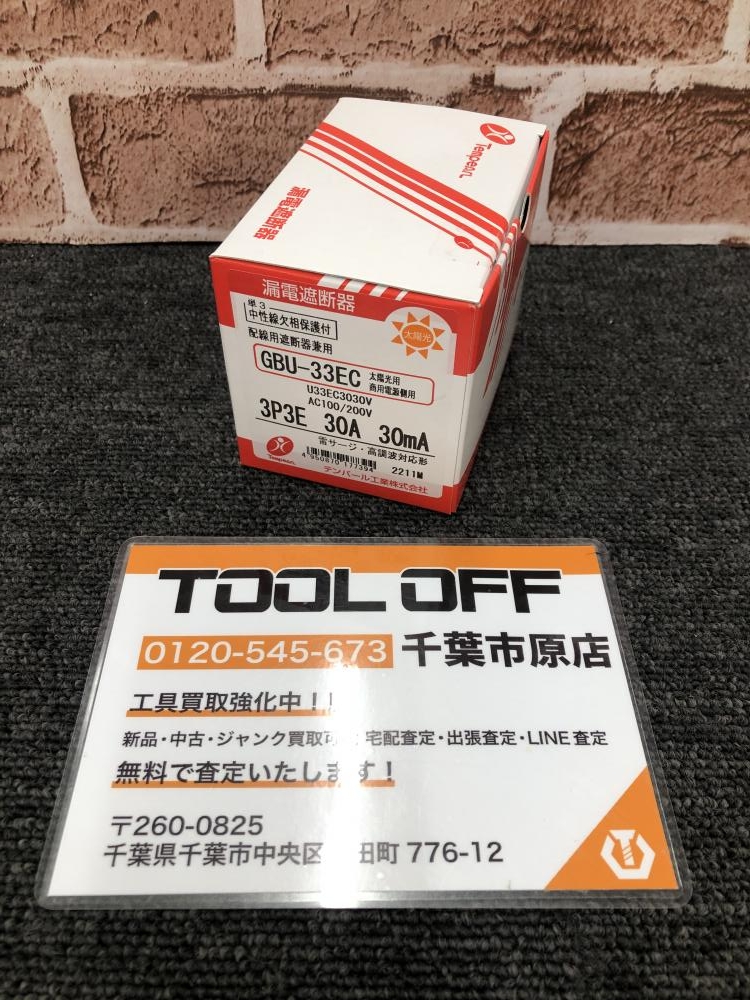 Tempearl
漏電遮断器
漏電遮断器
単3
中性線欠相保護付
太陽光
配線用遮断器兼用
GBU-33EC 太陽光用
商用電源側用
U33EC3030V
AC100/200V
3P3E 30A 30mA
雷サージ・高調波対応形
Tempearl
4 950870 177394
2211M
テンパール工業株式会社
TOOL OFF
0120-545-673 千葉市原店
工具買取強化中!!
新品・中古・ジャンク買取可 宅配査定・出張査定・LINE査定
無料で査定いたします!
〒260-0825
千葉県千葉市中央区 田町 776-12